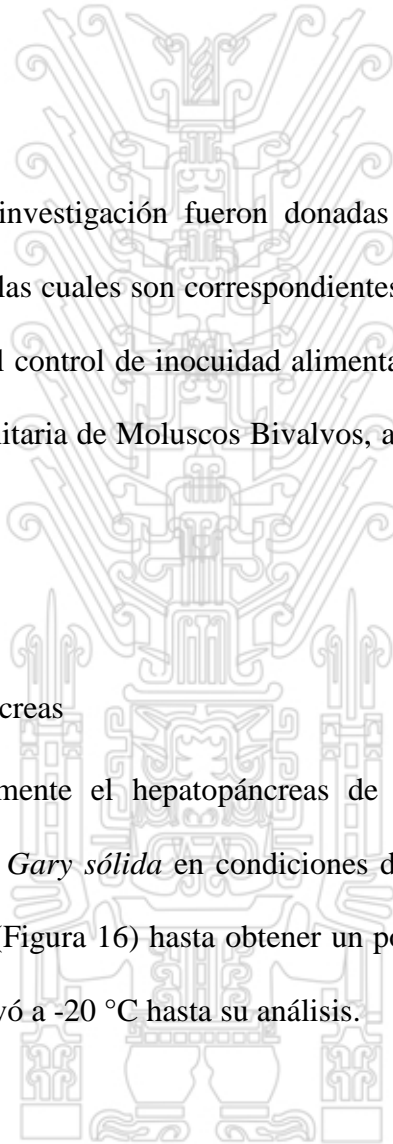 investigación fueron donadas
las cuales son correspondientes
l control de inocuidad alimenta
itaria de Moluscos Bivalvos, a
creas
mente el hepatopáncreas de
Gary sólida en condiciones d
(Figura 16) hasta obtener un p
vó a -20 °C hasta su análisis.